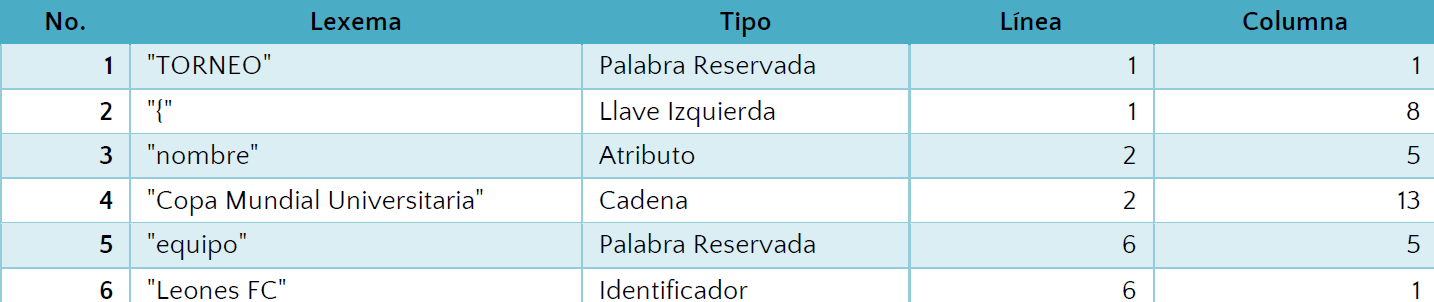 No. Lexema Tipo Línea Columna
1 "TORNEO" Palabra Reservada 1 1
2 "{" Llave Izquierda 1 8
3 "nombre" Atributo 2 5
4 "Copa Mundial Universitaria" Cadena 2 13
5 "equipo" Palabra Reservada 6 5
6 "Leones FC" Identificador 6 1